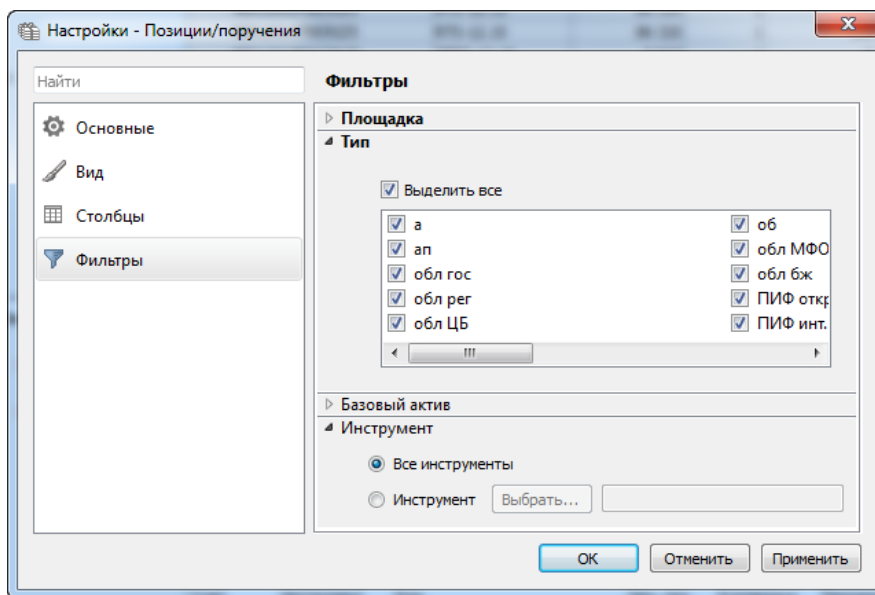 Настройки - Позиции/поручения
Найти
Основные
Вид
Столбцы
Фильтры
Фильтры
Площадка
Тип
Выделить все
а
об
ап
обл МФО
обл гос
обл бж
обл рег
ПИФ откр
обл ЦБ
ПИФ инт.
Базовый актив
Инструмент
Все инструменты
Инструмент Выбрать...
ОК Отменить Применить